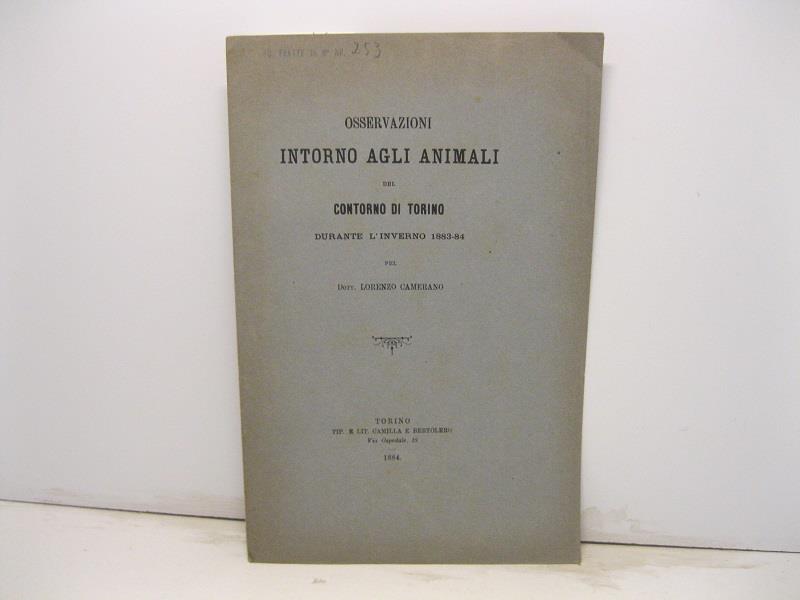 253
OSSERVAZIONI
INTORNO AGLI ANIMALI
DEL
CONTORNO DI TORINO
DURANTE L'INVERNO 1883-84
PEL
DOTT. LORENZO CAMERANO
TORINO
TIP. E LIT. CAMILLA E BERTOLERO
Via Ospedale, 18
1884.